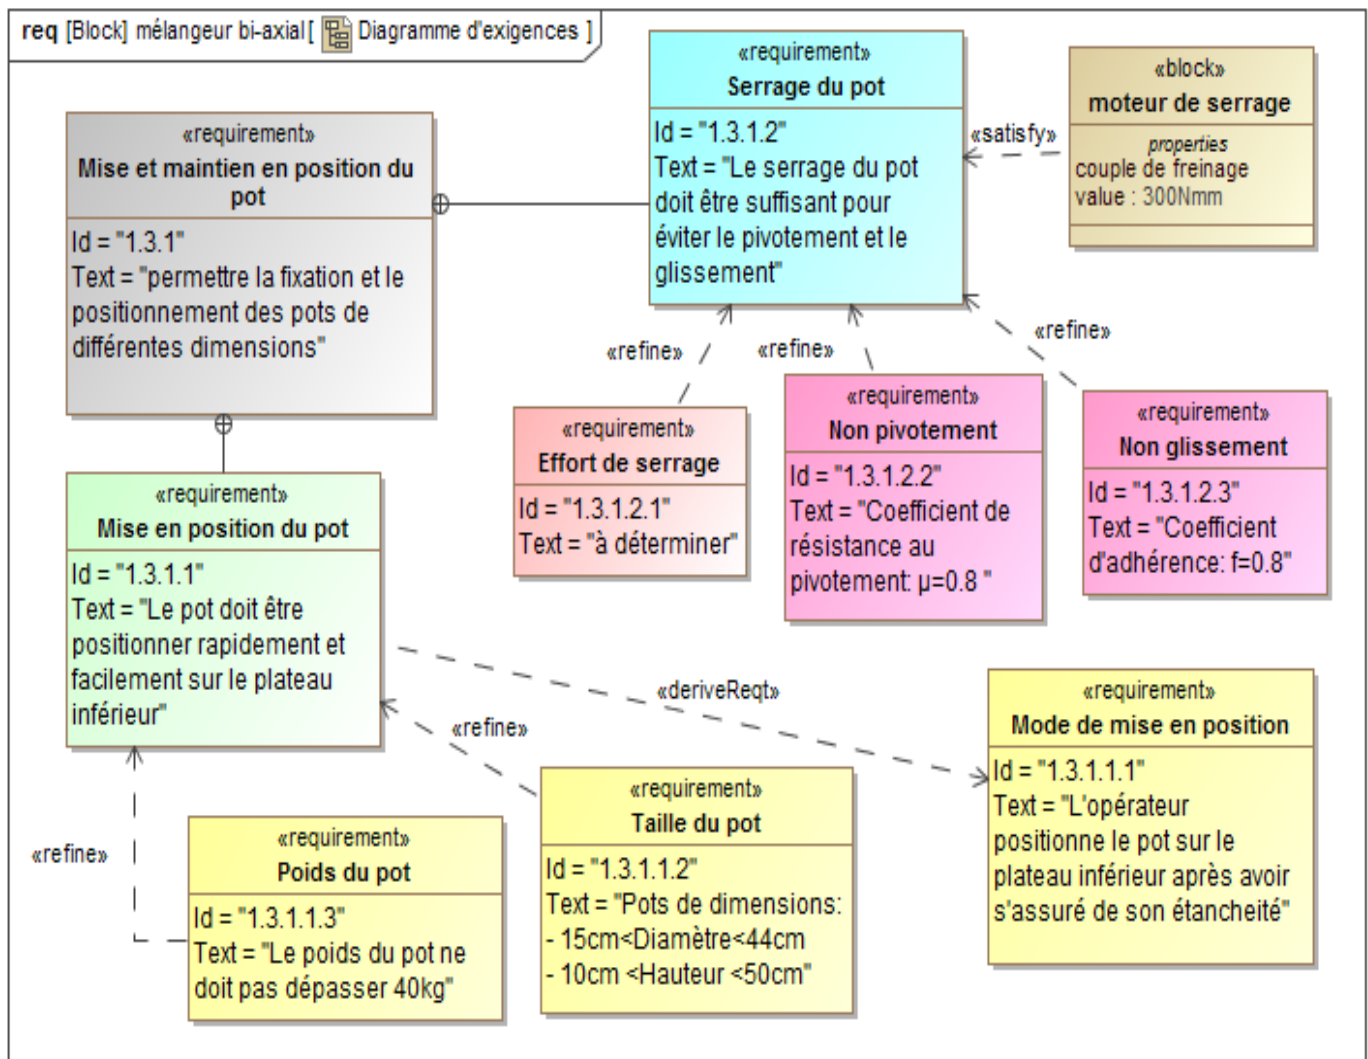 req [Block] mélangeur bi-axial[ Diagramme d'exigences ]
«requirement»
Serrage du pot
Id = "1.3.1.2"
Text = "Le serrage du pot
doit être suffisant pour
éviter le pivotement et le
glissement"
«satisfy»
«block»
moteur de serrage
properties
couple de freinage
value : 300Nmm
«requirement»
Mise et maintien en position du
pot
Id = "1.3.1"
Text = "permettre la fixation et le
positionnement des pots de
différentes dimensions"
«refine»
«refine»
«refine»
«requirement»
Effort de serrage
Id = "1.3.1.2.1"
Text = "à déterminer"
«requirement»
Non pivotement
Id = "1.3.1.2.2"
Text = "Coefficient de
résistance au
pivotement: µ=0.8 "
«requirement»
Non glissement
Id = "1.3.1.2.3"
Text = "Coefficient
d'adhérence: f=0.8"
«requirement»
Mise en position du pot
Id = "1.3.1.1"
Text = "Le pot doit être
positionner rapidement et
facilement sur le plateau
inférieur"
«deriveReqt»
«refine»
«refine»
«requirement»
Mode de mise en position
Id = "1.3.1.1.1"
Text = "L'opérateur
positionne le pot sur le
plateau inférieur après avoir
s'assuré de son étancheité"
«requirement»
Taille du pot
Id = "1.3.1.1.2"
Text = "Pots de dimensions:
- 15cm<Diamètre<44cm
- 10cm <Hauteur <50cm"
«requirement»
Poids du pot
Id = "1.3.1.1.3"
Text = "Le poids du pot ne
doit pas dépasser 40kg"